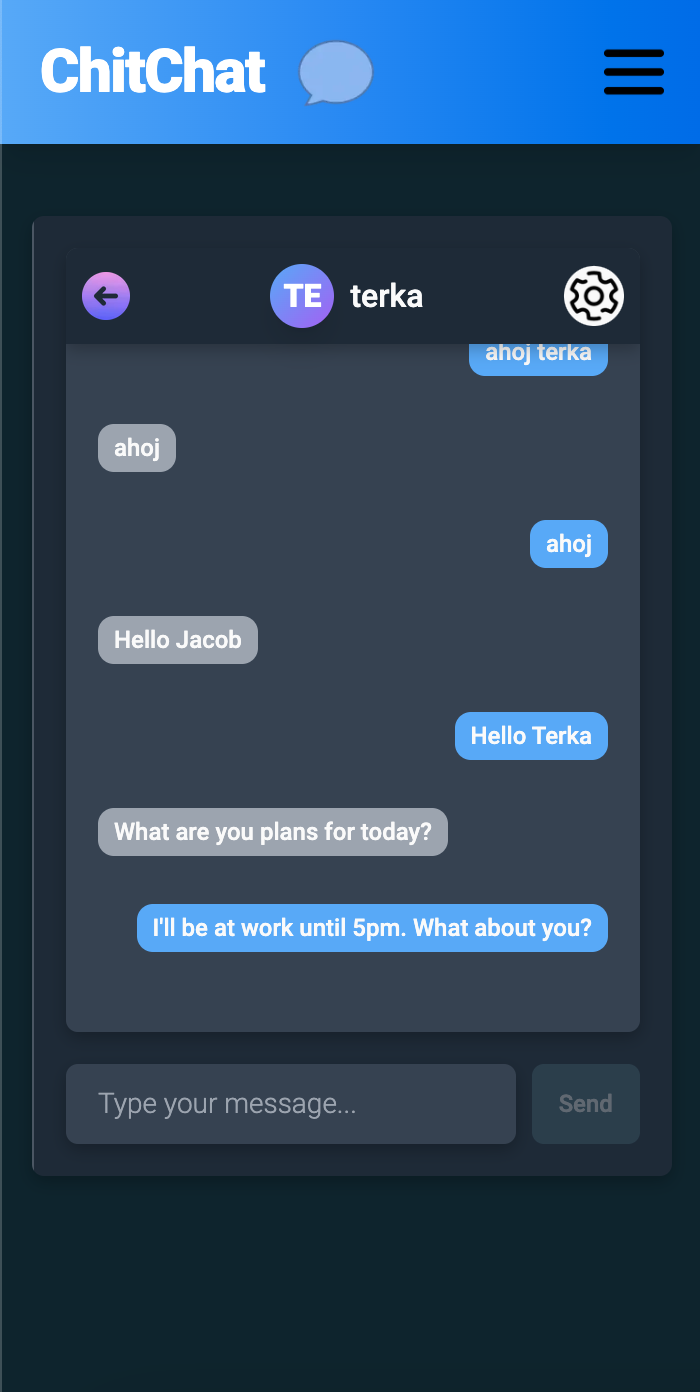 ChitChat
TE terka
ahoj terka
ahoj
ahoj
Hello Jacob
Hello Terka
What are you plans for today?
I'll be at work until 5pm. What about you?
Type your message...
Send